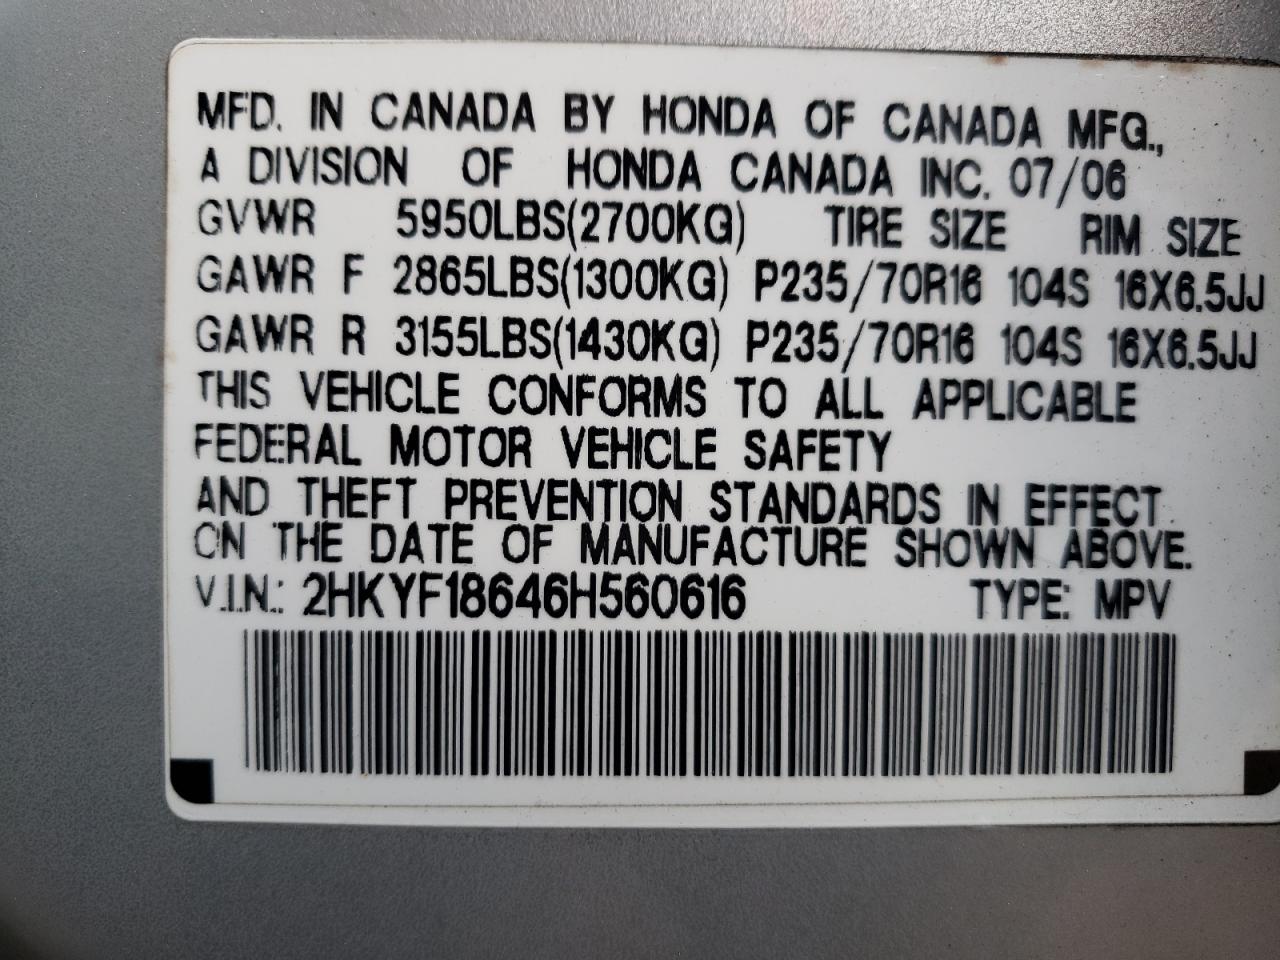 MFD. IN CANADA BY HONDA OF CANADA MFG.,
A DIVISION OF HONDA CANADA INC. 07/06
GVWR 5950LBS(2700KG) TIRE SIZE RIM SIZE
GAWR F 2865LBS(1300KG) P235/70R16 104S 16X6.5JJ
GAWR R 3155LBS(1430KG) P235/70R16 104S 16X6.5JJ
THIS VEHICLE CONFORMS TO ALL APPLICABLE
FEDERAL MOTOR VEHICLE SAFETY
AND THEFT PREVENTION STANDARDS IN EFFECT
ON THE DATE OF MANUFACTURE SHOWN ABOVE.
V.I.N.: 2HKYF18646H560616 TYPE: MPV